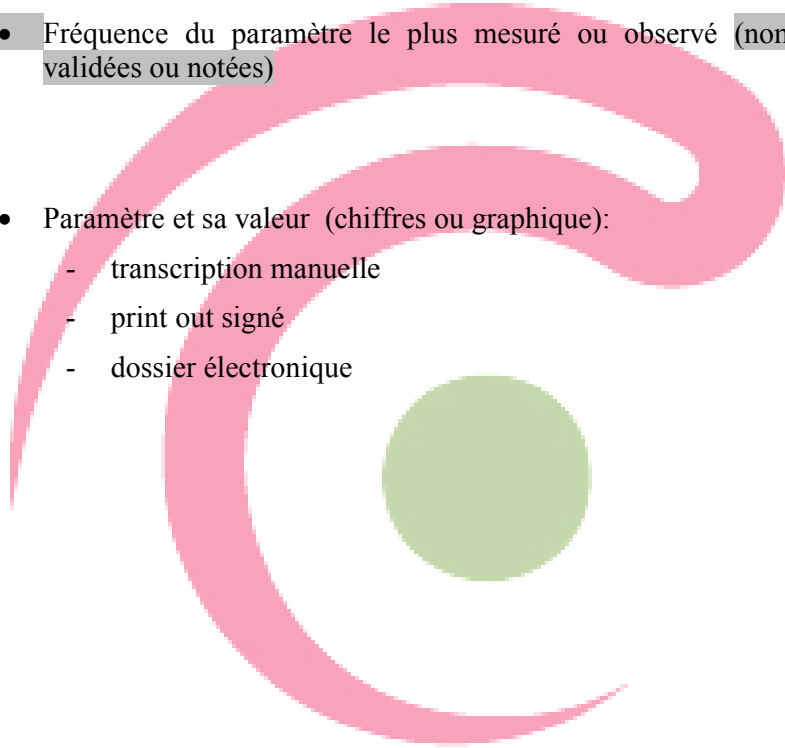 • Fréquence du paramètre le plus mesuré ou observé
validées ou notées)
• Paramètre et sa valeur (chiffres ou graphique):
- transcription manuelle
- print out signé
- dossier électronique